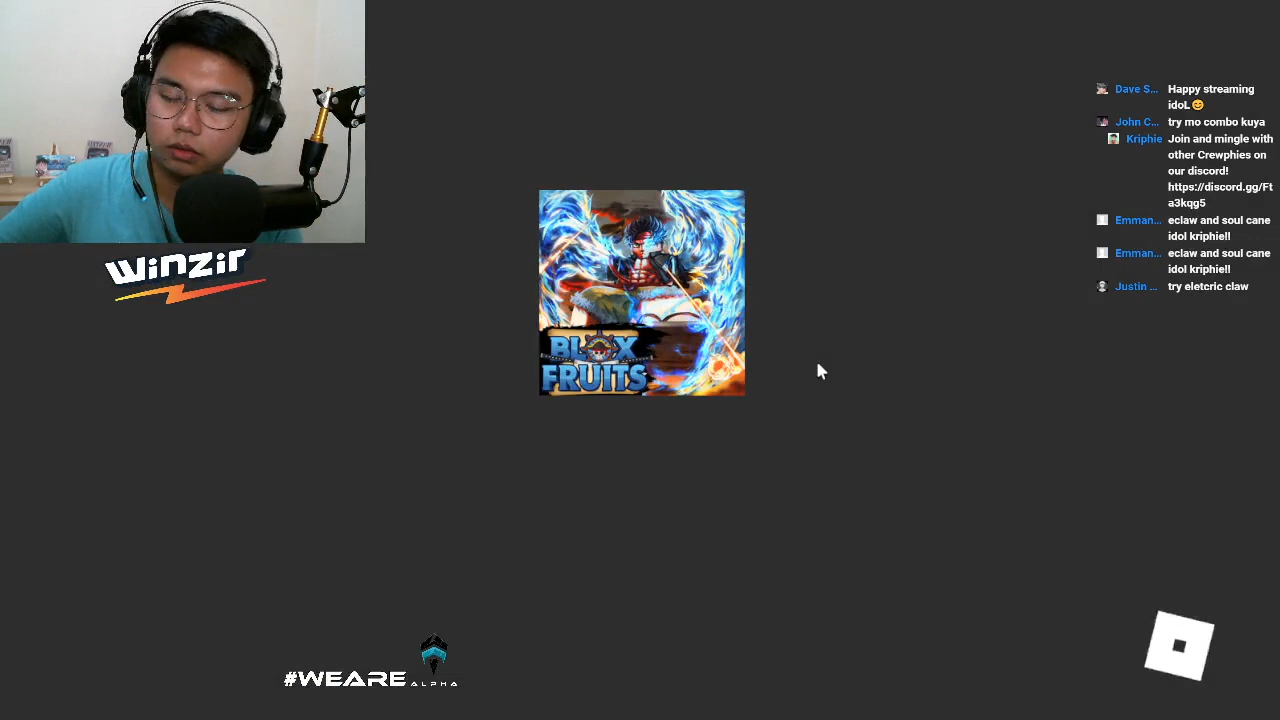 WINZIR
BLOX
FRUITS
#WEARE
ALPHA
Dave S... Happy streaming
idoL😊
John C... try mo combo kuya
Kriphie Join and mingle with
other Crewphies on
our discord!
https://discord.gg/Ft
a3kqg5
Emman... eclaw and soul cane
idol kriphie!!
Emman... eclaw and soul cane
idol kriphie!!
Justin ... try eletcric claw